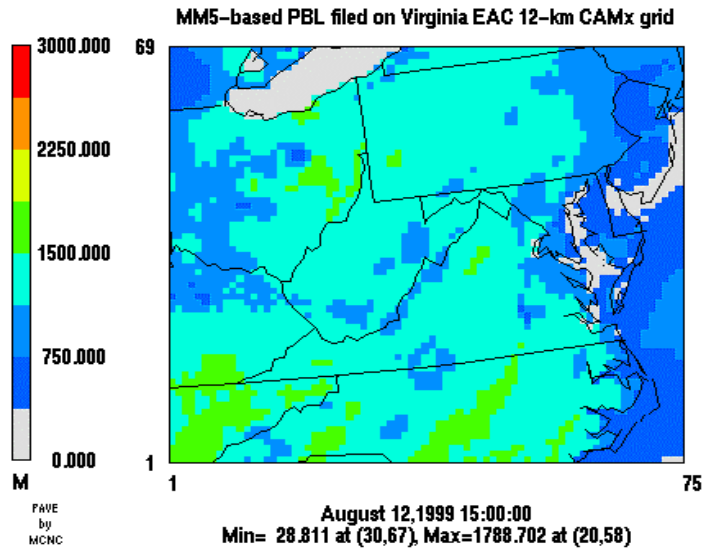 MM5-based PBL filed on Virginia EAC 12-km CAMx grid
3000.000
2250.000
1500.000
750.000
0.000
M
PAVE
by
MCNC
69
1
1
75
August 12,1999 15:00:00
Min= 28.811 at (30,67), Max=1788.702 at (20,58)